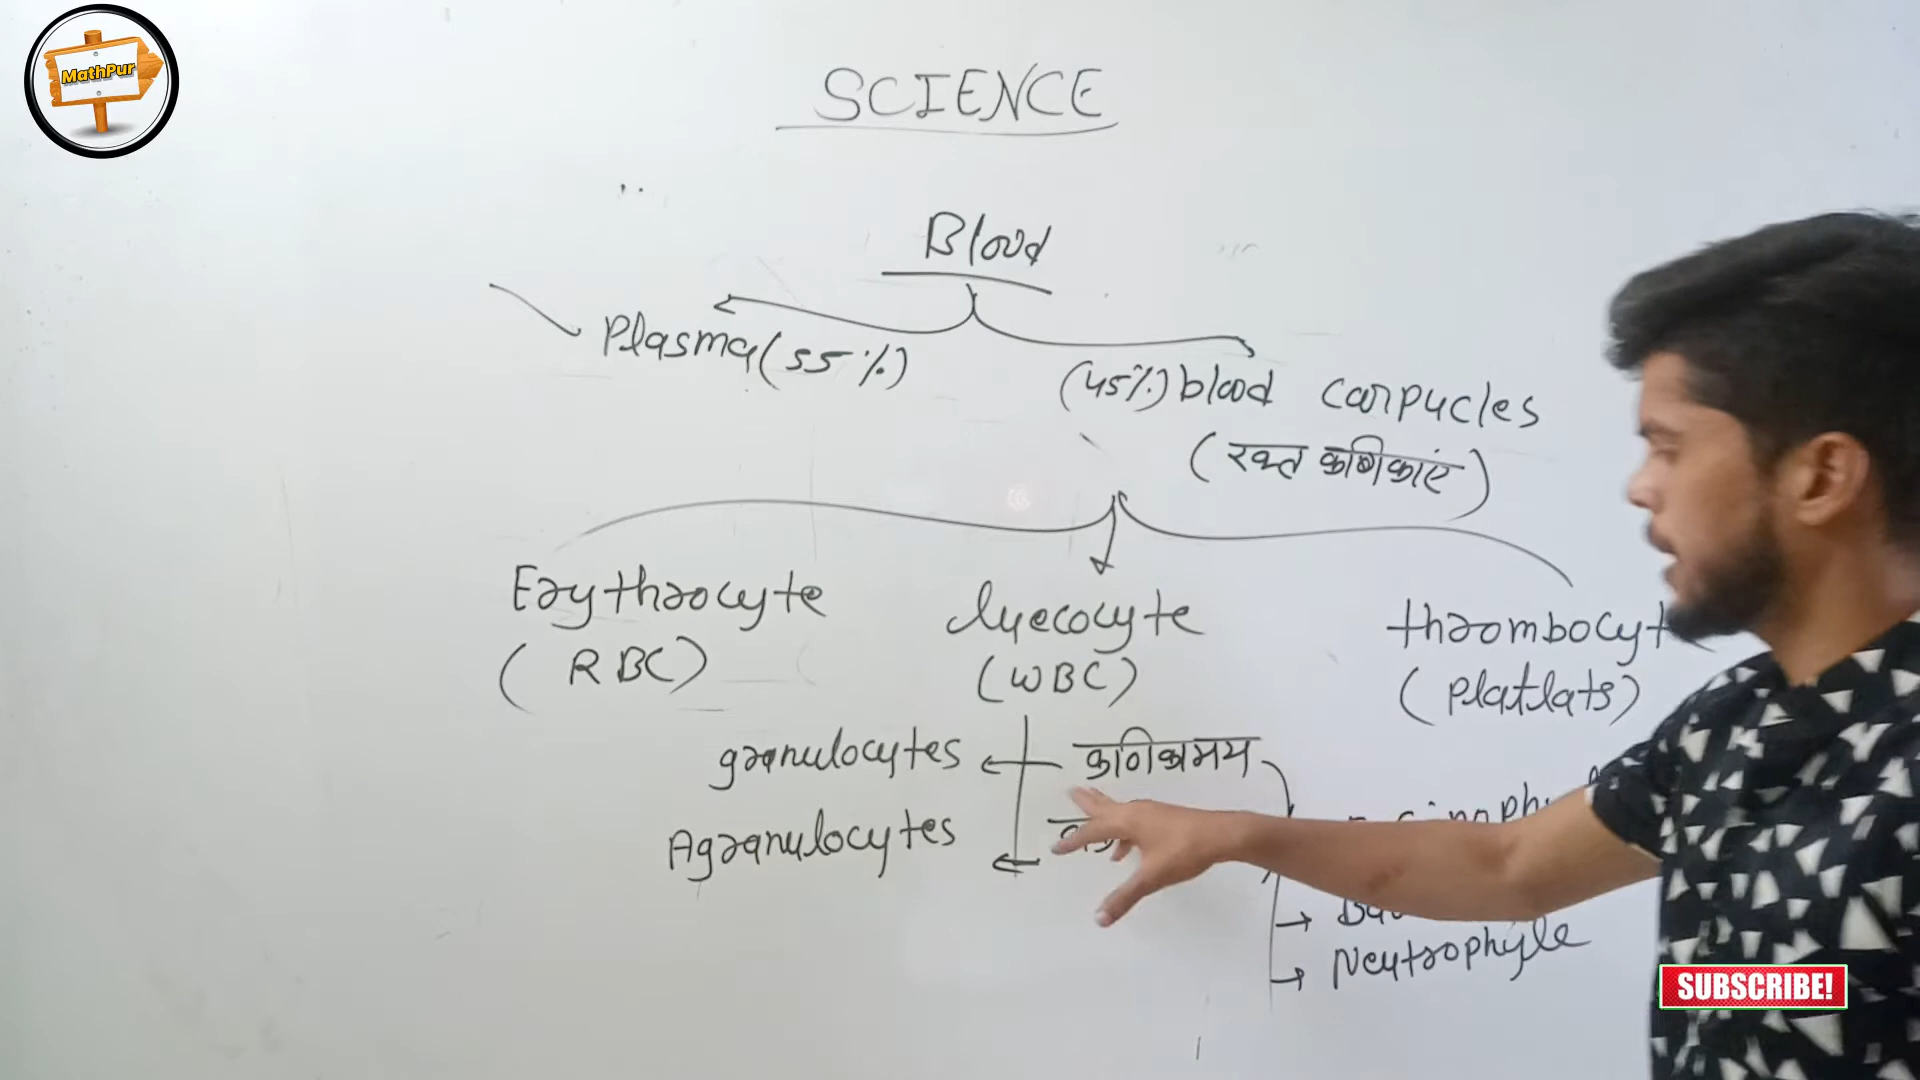 MathPur
SCIENCE
Blood
Plasma (55%)
(45%) blood carpucles
(रक्त कणिकाएं)
Erythrocyte
(RBC)
lyecocyte
(WBC)
thrombocyt
(Platlats)
granulocytes
कणिकामय
Agranulocytes
Neutrophyle
SUBSCRIBE!